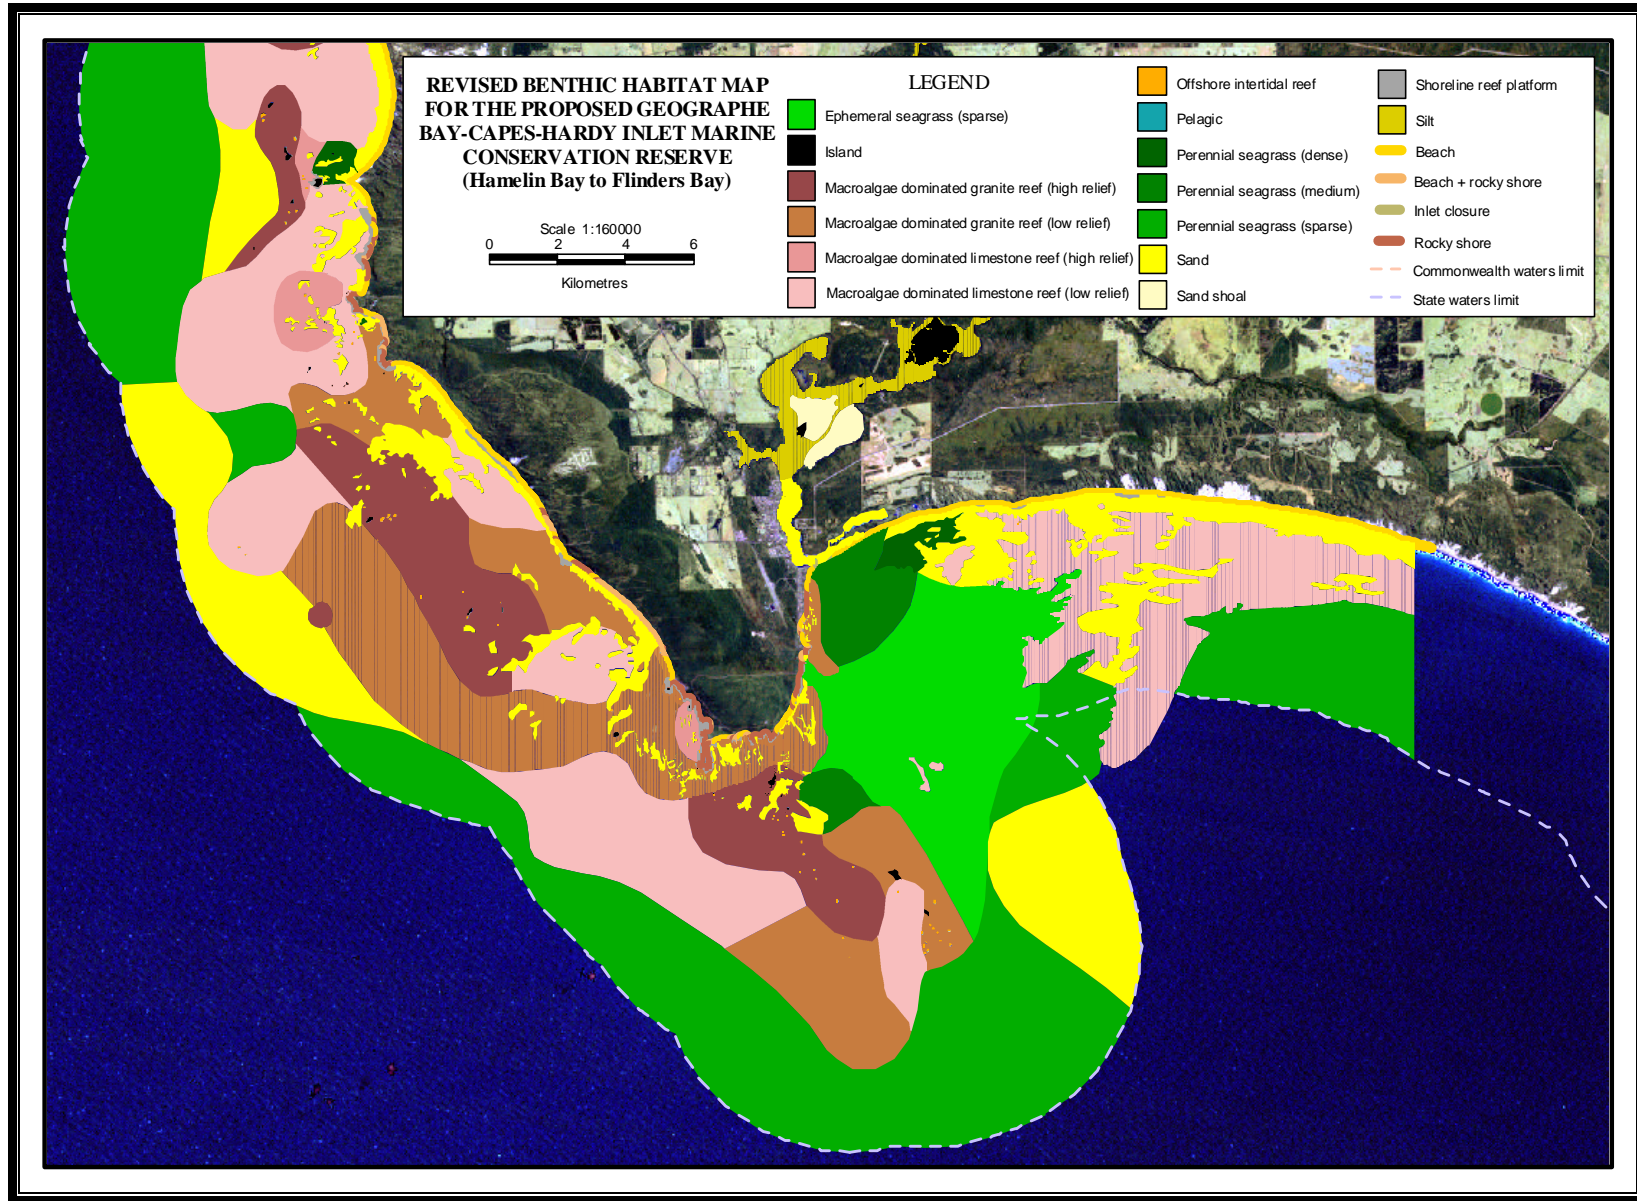 REVISED BENTHIC HABITAT MAP
FOR THE PROPOSED GEOGRAPHE
BAY-CAPES-HARDY INLET MARINE
CONSERVATION RESERVE
(Hamelin Bay to Flinders Bay)
Scale 1:160000
0 2 4 6
Kilometres
LEGEND
Ephemeral seagrass (sparse)
Island
Macroalgae dominated granite reef (high relief)
Macroalgae dominated granite reef (low relief)
Macroalgae dominated limestone reef (high relief)
Macroalgae dominated limestone reef (low relief)
Offshore intertidal reef
Pelagic
Perennial seagrass (dense)
Perennial seagrass (medium)
Perennial seagrass (sparse)
Sand
Sand shoal
Shoreline reef platform
Silt
Beach
Beach + rocky shore
Inlet closure
Rocky shore
Commonwealth waters limit
State waters limit